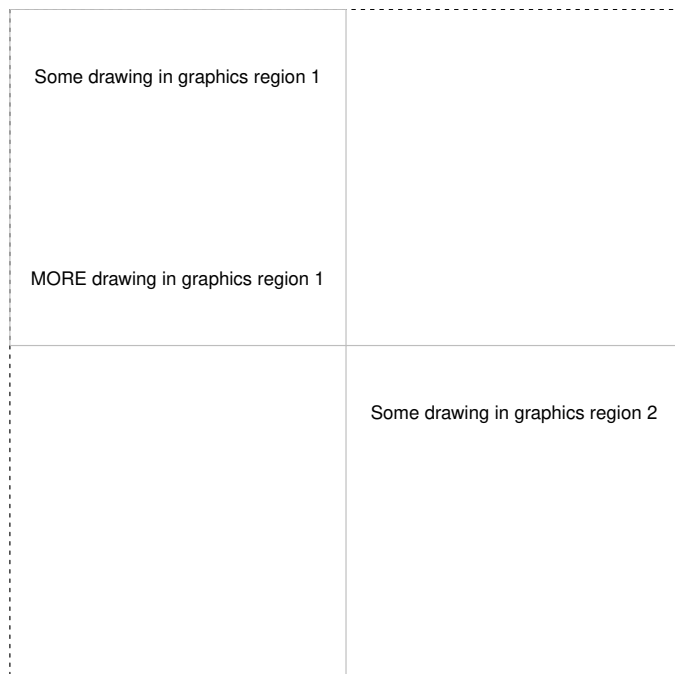 Some drawing in graphics region 1
MORE drawing in graphics region 1
Some drawing in graphics region 2